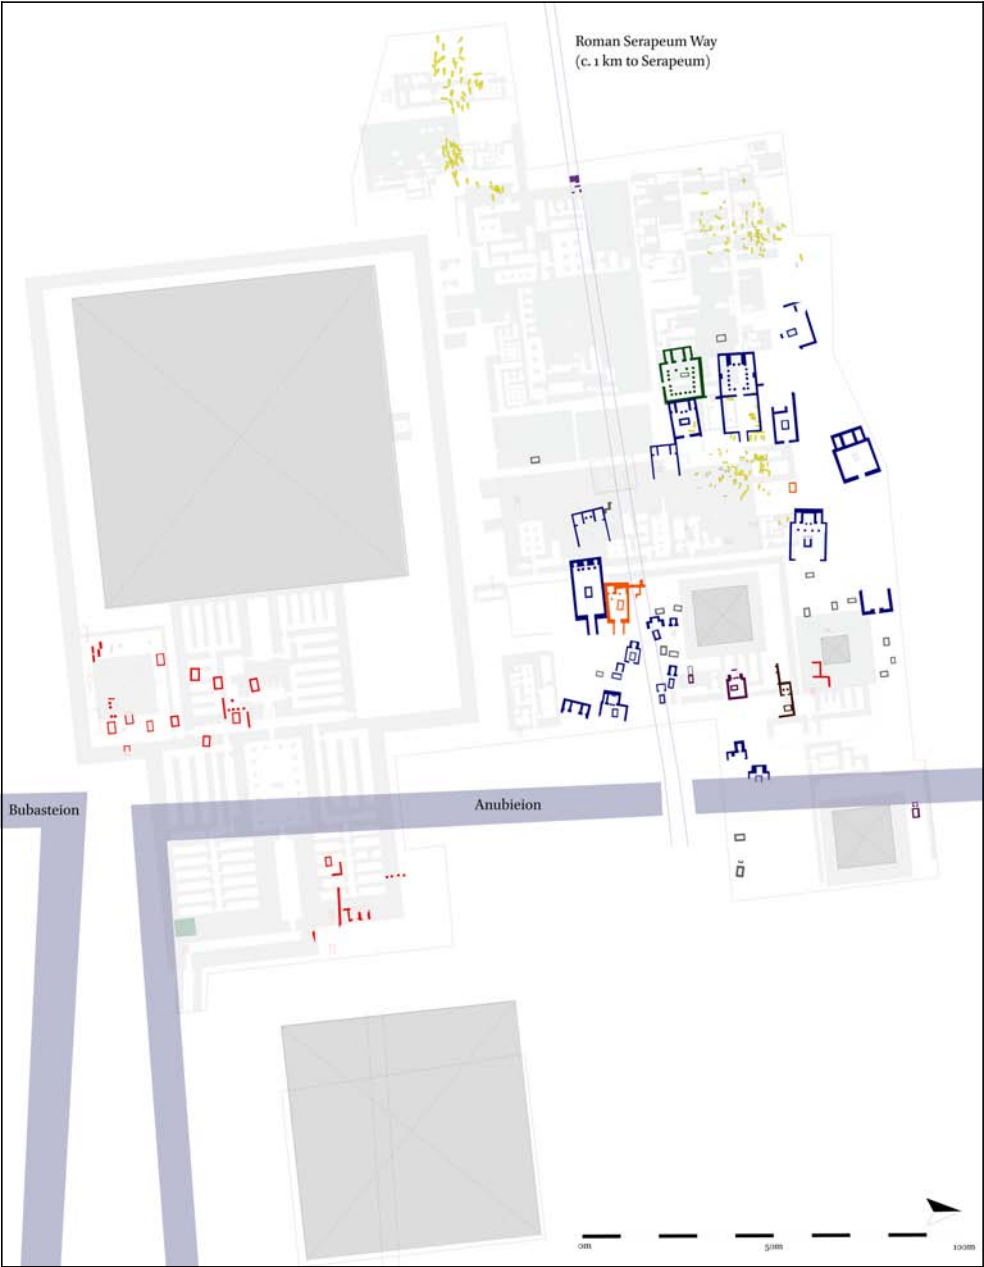 Roman Serapeum Way
(c. 1 km to Serapeum)
Bubasteion
Anubieion
0m
50m
100m